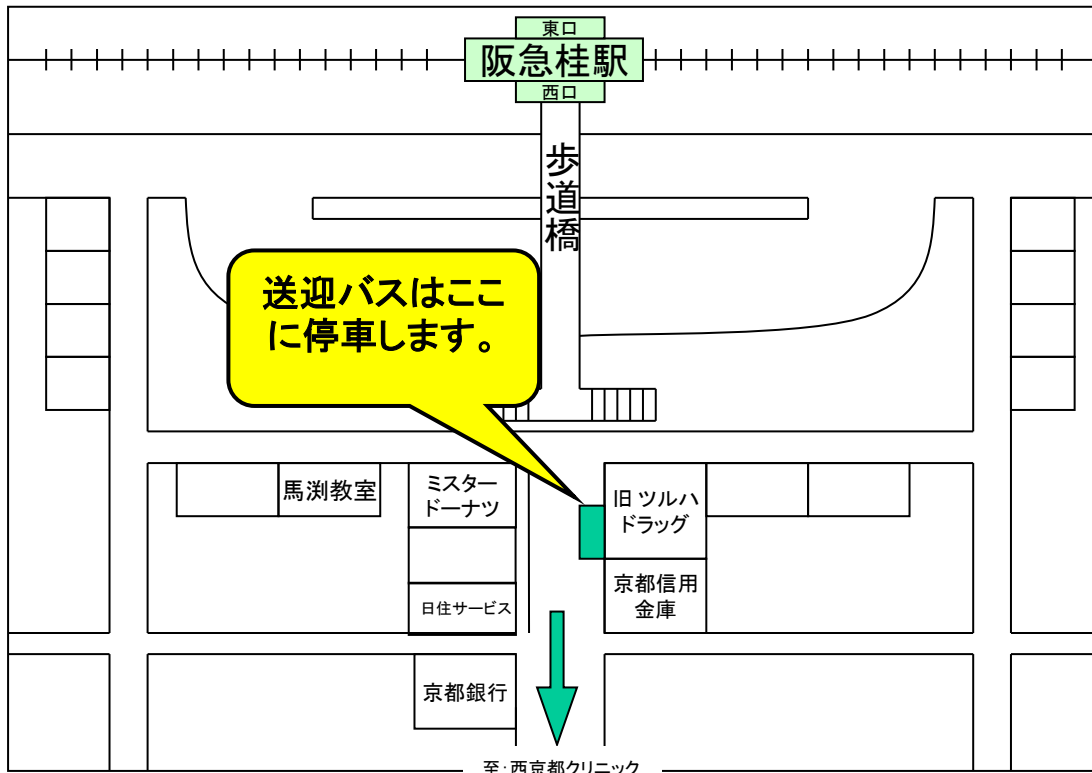 東口
阪急桂駅
西口
歩道橋
送迎バスはここ
に停車します。
馬渕教室
ミスター
ドーナツ
旧 ツルハ
ドラッグ
日住サービス
京都信用
金庫
京都銀行
至：西京都クリニック